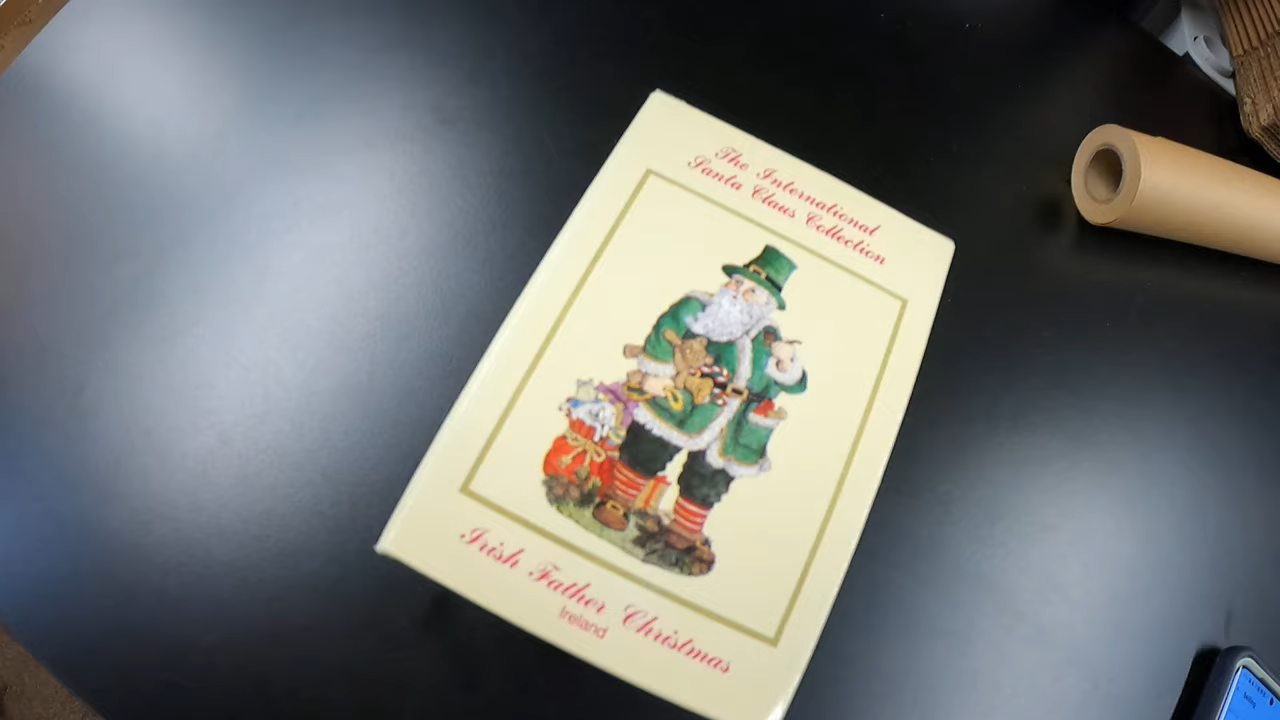 The International
Santa Claus Collection
Irish Father Christmas
Ireland